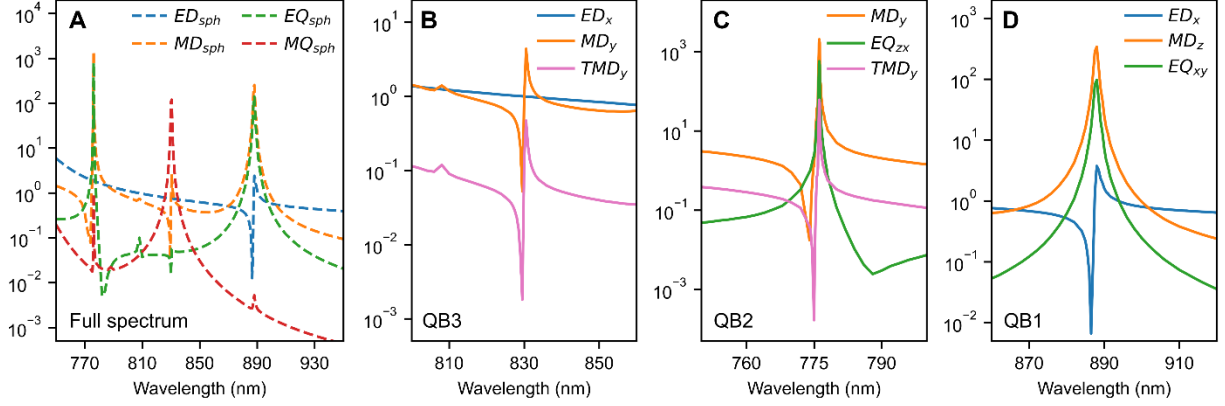 A
ED_sph
MD_sph
EQ_sph
MQ_sph
10^4
10^3
10^2
10^1
10^0
10^-1
10^-2
10^-3
Full spectrum
770 810 850 890 930
Wavelength (nm)
B
ED_x
MD_y
TMD_y
10^1
10^0
10^-1
10^-2
10^-3
QB3
810 830 850
Wavelength (nm)
C
MD_y
EQ_zx
TMD_y
10^3
10^1
10^-1
10^-3
QB2
760 775 790
Wavelength (nm)
D
ED_x
MD_z
EQ_xy
10^3
10^2
10^1
10^0
10^-1
10^-2
QB1
870 890 910
Wavelength (nm)